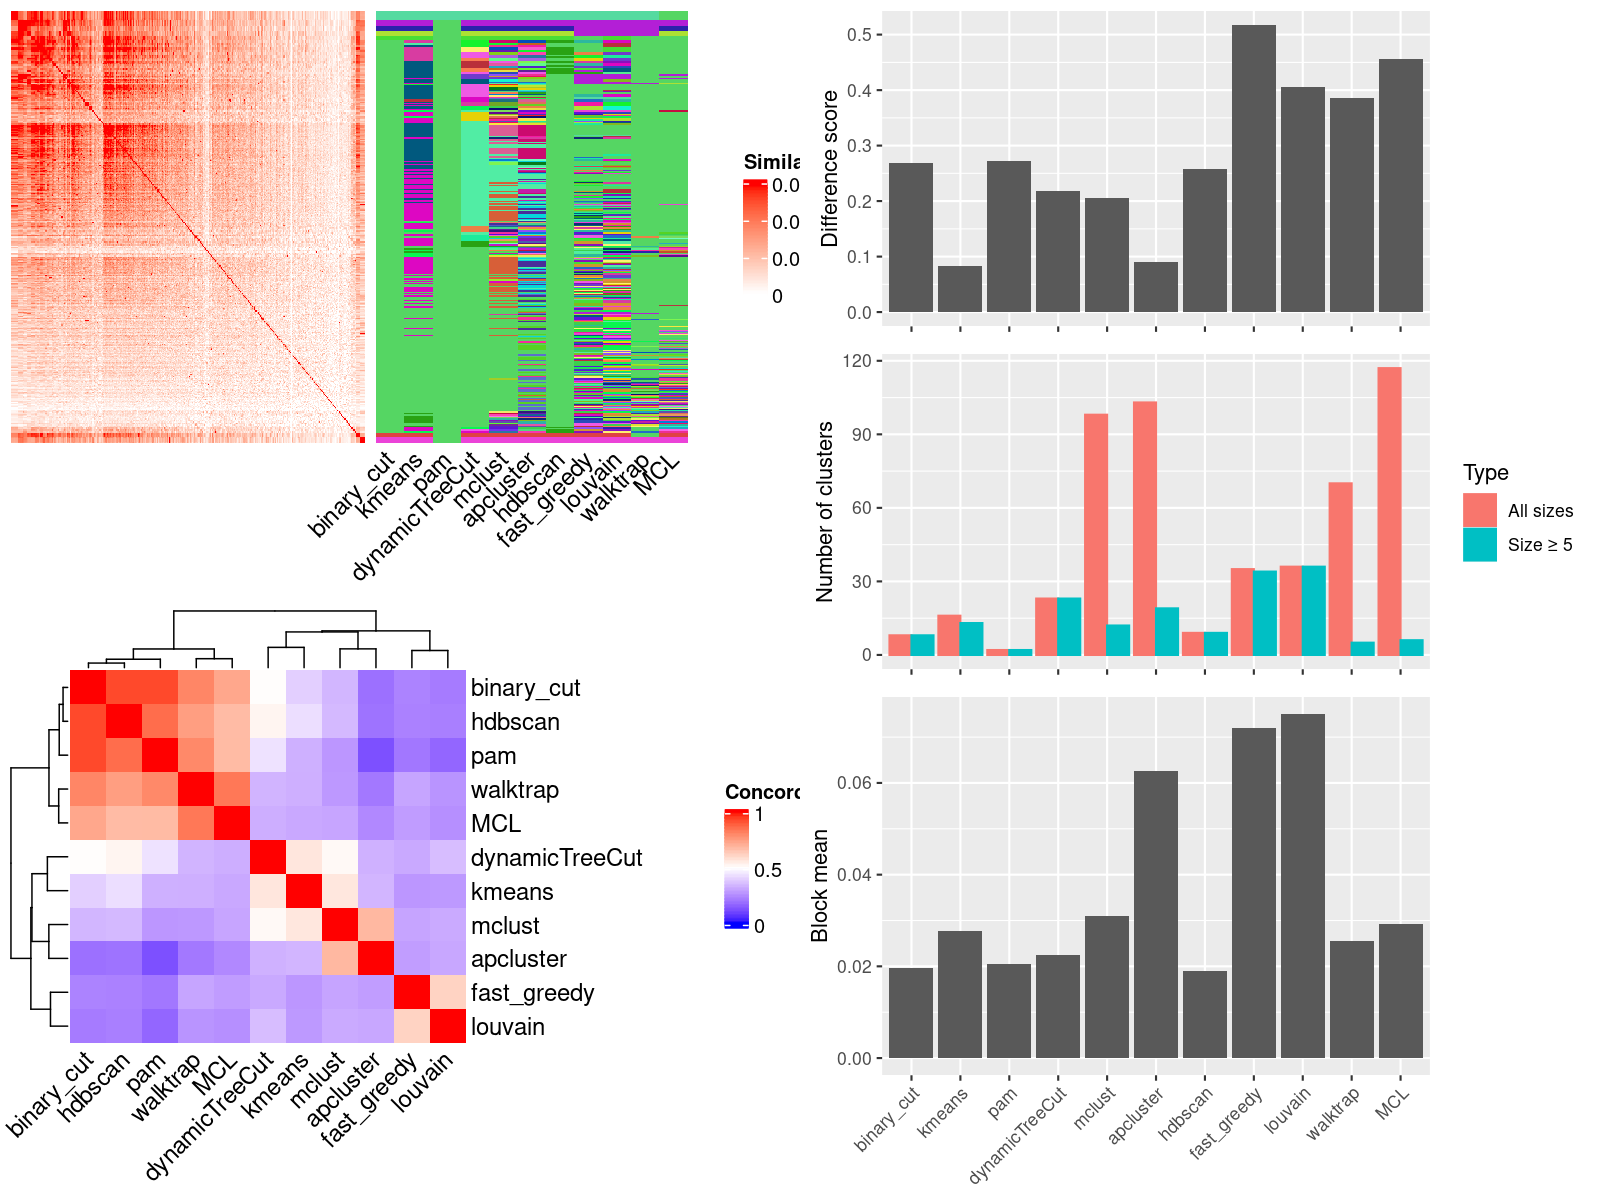 Simila
0.0
0.0
0.0
0
binary_cut
kmeans
pam
dynamicTreeCut
mclust
apcluster
hdbscan
fast_greedy
louvain
walktrap
MCL
binary_cut
hdbscan
pam
walktrap
MCL
dynamicTreeCut
kmeans
mclust
apcluster
fast_greedy
louvain
binary_cut
hdbscan
pam
walktrap
MCL
dynamicTreeCut
kmeans
mclust
apcluster
fast_greedy
louvain
Concord
1
0.5
0
Difference score
0.5
0.4
0.3
0.2
0.1
0.0
Number of clusters
120
90
60
30
0
Type
All sizes
Size ≥ 5
Block mean
0.06
0.04
0.02
0.00
binary_cut
kmeans
pam
dynamicTreeCut
mclust
apcluster
hdbscan
fast_greedy
louvain
walktrap
MCL